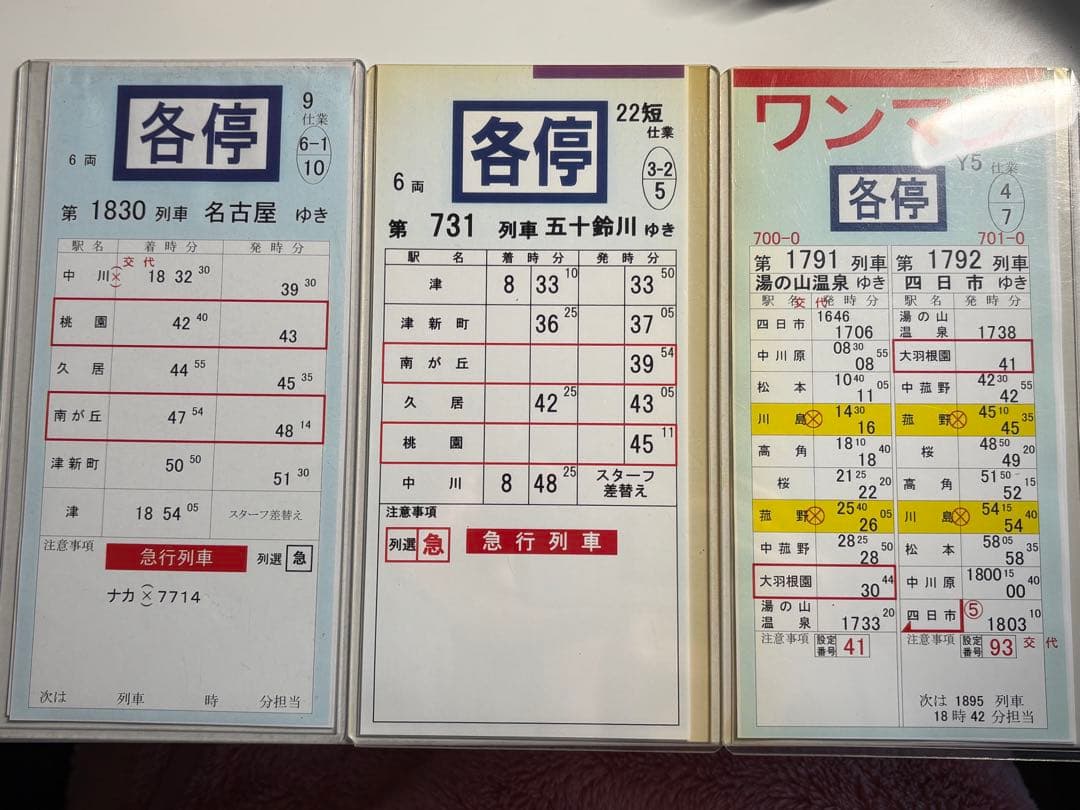 各停
9
仕業
6-1
10
6 両
第 1830 列車 名古屋 ゆき
駅 名 着 時 分 発 時 分
交 代
中 川 18 32 30 39 30
桃 園 42 40 43
久 居 44 55 45 35
南が丘 47 54 48 14
津新町 50 50 51 30
津 18 54 05 スターフ差替え
注意事項
急行列車 列選 急
ナカ 7714
次は 列車 時 分担当
22短
仕業
各停
3-2
5
6 両
第 731 列車 五十鈴川 ゆき
駅 名 着 時 分 発 時 分
津 8 33 10 33 50
津新町 36 25 37 05
南が丘 39 54
久 居 42 25 43 05
桃 園 45 11
中 川 8 48 25 スターフ
差替え
注意事項
列選 急 急行列車
ワンマ
Y5 仕業
各停
4
7
700-0
第 1791 列車
湯の山温泉 ゆき
駅 名 発 時 分
交 代
四日市 1646
1706
中川原 08 30
08 55
松 本 10 40
11 05
川 島 14 30
16
高 角 18 10
18 40
桜 21 25
22 20
菰 野 25 40
26 05
中菰野 28 25
28 50
大羽根園 30 44
湯の山
温 泉 1733 20
注意事項 設定
番号 41
701-0
第 1792 列車
四 日 市 ゆき
駅 名 発 時 分
湯の山
温 泉 1738
大羽根園 41
中菰野 42 30
42 55
菰 野 45 10
45 35
桜 48 50
49 20
高 角 51 50
52 15
川 島 54 15
54 40
松 本 58 05
58 35
中川原 1800 15
00 40
四日市 ⑤ 1803 10
注意事項 設定
番号 93 交 代
次は 1895 列車
18 時 42 分担当